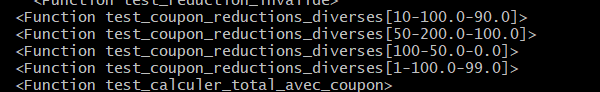 <Function test_reduction_invalide>
<Function test_coupon_reductions_diverses[10-100.0-90.0]>
<Function test_coupon_reductions_diverses[50-200.0-100.0]>
<Function test_coupon_reductions_diverses[100-50.0-0.0]>
<Function test_coupon_reductions_diverses[1-100.0-99.0]>
<Function test_calculer_total_avec_coupon>